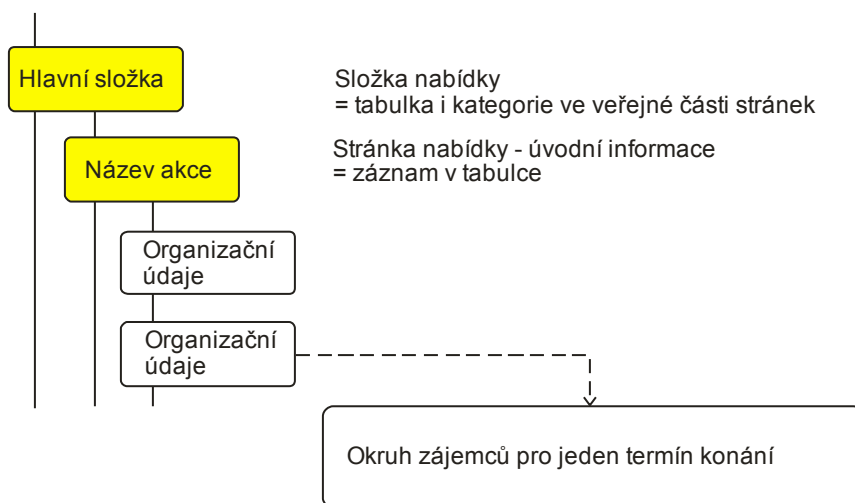 Hlavní složka
Složka nabídky
= tabulka i kategorie ve veřejné části stránek
Název akce
Stránka nabídky - úvodní informace
= záznam v tabulce
Organizační
údaje
Organizační
údaje
Okruh zájemců pro jeden termín konání